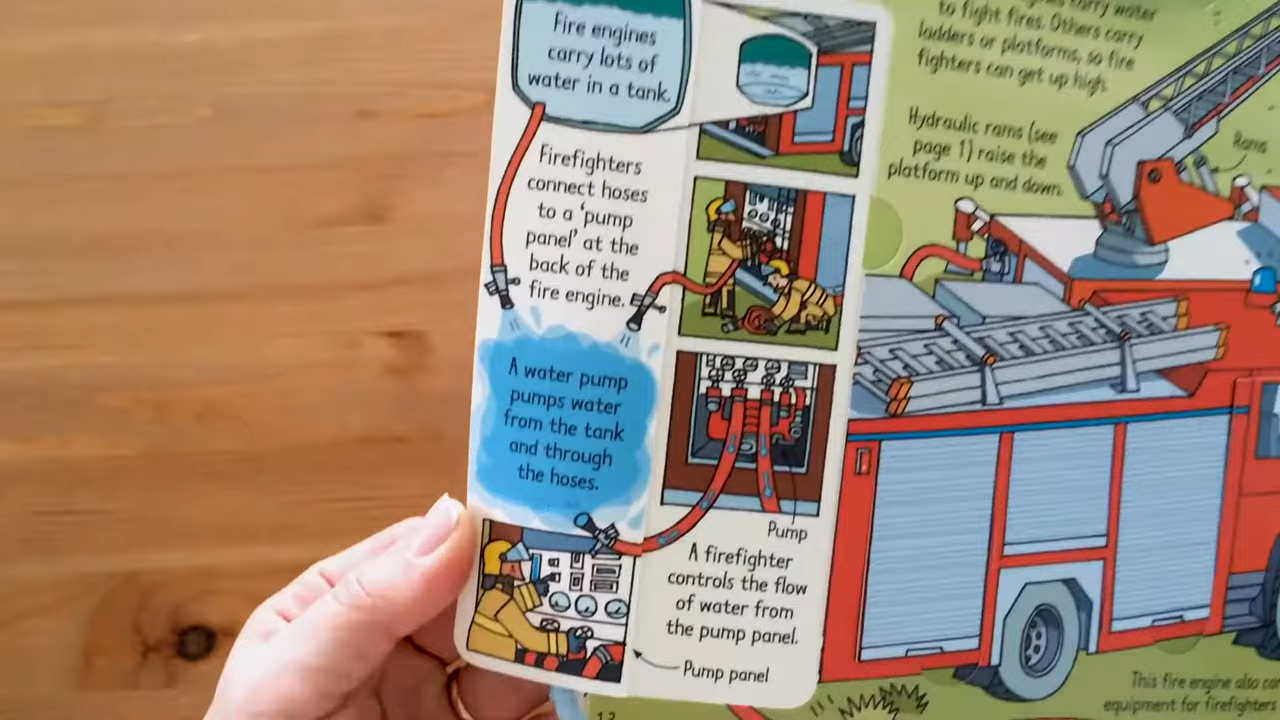 Fire engines
carry lots of
water in a tank.
Firefighters
connect hoses
to a ‘pump
panel’ at the
back of the
fire engine.
A water pump
pumps water
from the tank
and through
the hoses.
Pump
A firefighter
controls the flow
of water from
the pump panel.
Pump panel
carry water
to fight fires. Others carry
ladders or platforms, so fire
fighters can get up high.
Hydraulic rams (see
page 1) raise the
platform up and down.
Rams
This fire engine also
equipment for firefighters